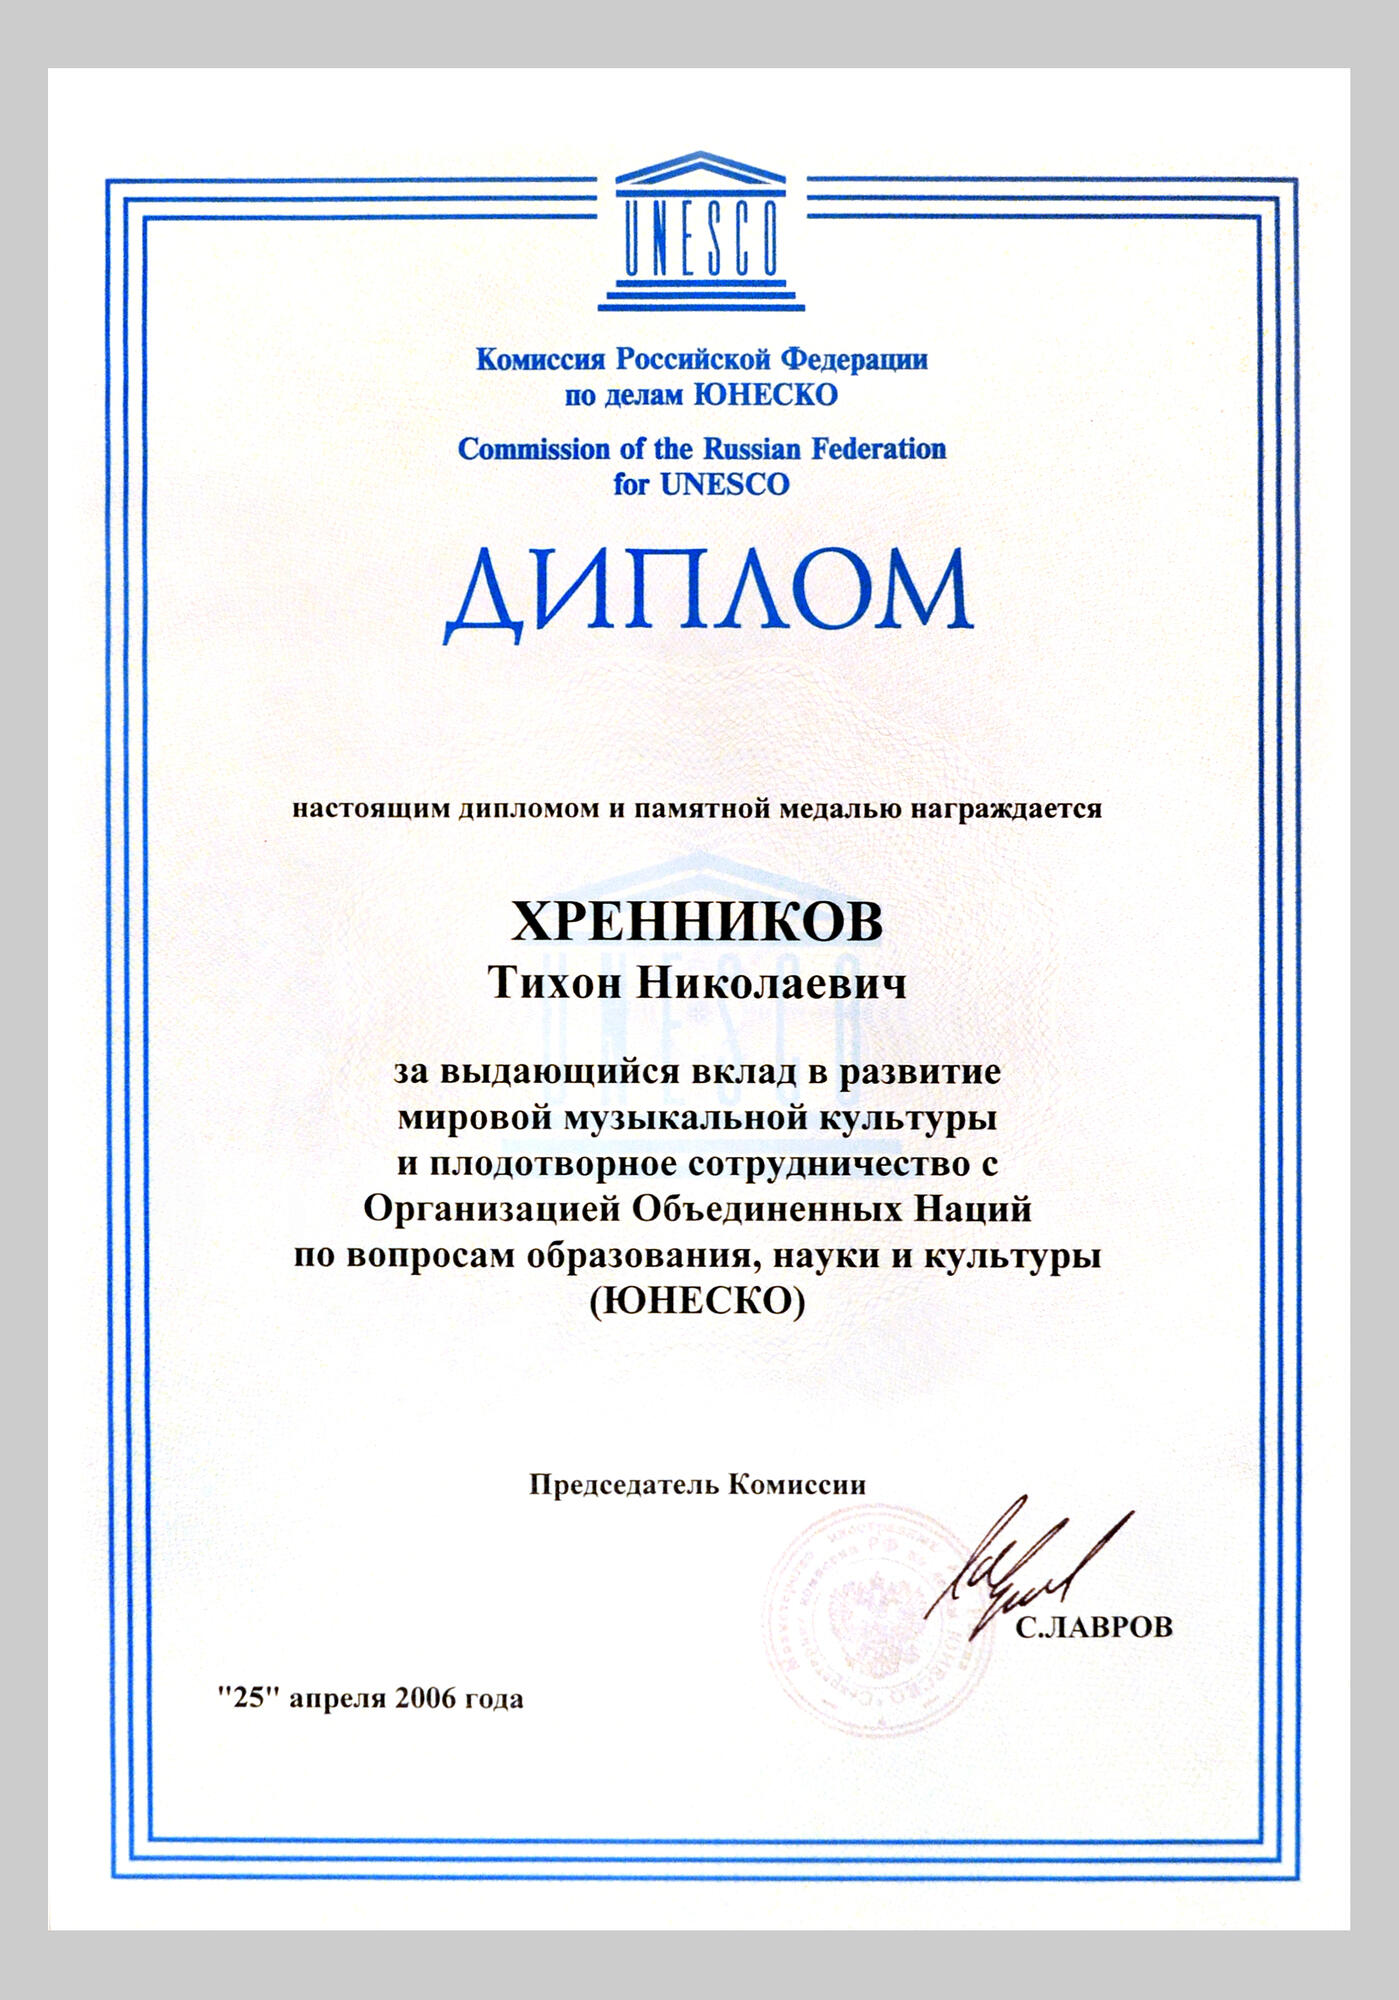 UNESCO
Комиссия Российской Федерации
по делам ЮНЕСКО
Commission of the Russian Federation
for UNESCO
ДИПЛОМ
настоящим дипломом и памятной медалью награждается
ХРЕННИКОВ
Тихон Николаевич
за выдающийся вклад в развитие
мировой музыкальной культуры
и плодотворное сотрудничество с
Организацией Объединенных Наций
по вопросам образования, науки и культуры
(ЮНЕСКО)
Председатель Комиссии
С.ЛАВРОВ
"25" апреля 2006 года